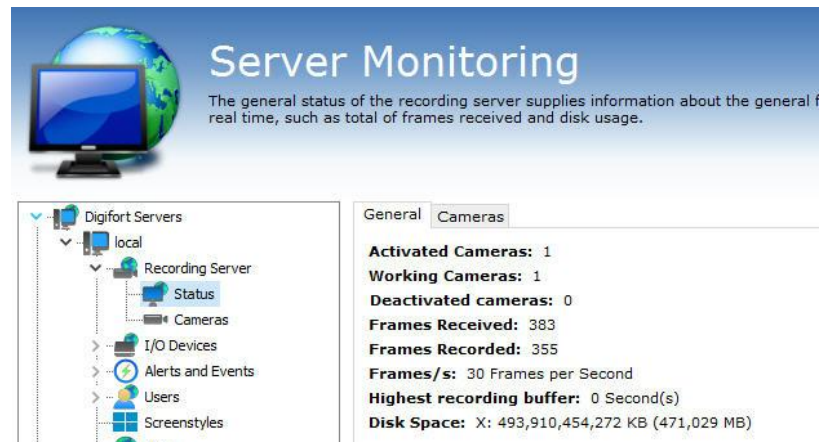 Server Monitoring
The general status of the recording server supplies information about the general
real time, such as total of frames received and disk usage.
Digifort Servers
local
Recording Server
Status
Cameras
I/O Devices
Alerts and Events
Users
Screenstyles
General Cameras
Activated Cameras: 1
Working Cameras: 1
Deactivated cameras: 0
Frames Received: 383
Frames Recorded: 355
Frames/s: 30 Frames per Second
Highest recording buffer: 0 Second(s)
Disk Space: X: 493,910,454,272 KB (471,029 MB)